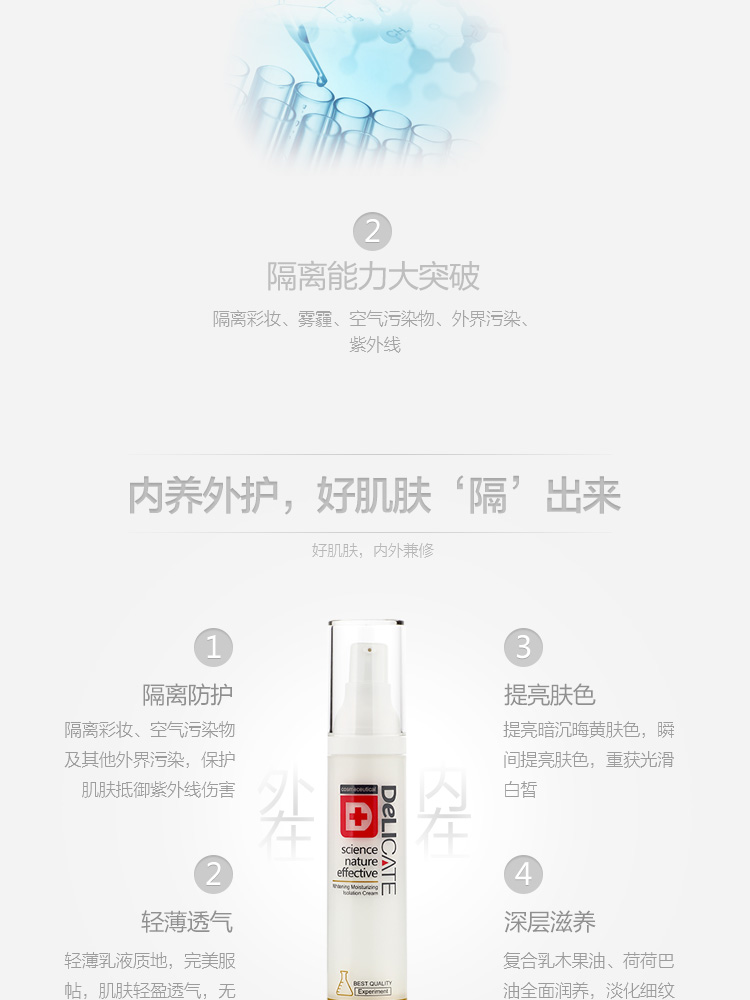 2
隔离能力大突破
隔离彩妆、雾霾、空气污染物、外界污染、
紫外线
内养外护，好肌肤‘隔’出来
好肌肤，内外兼修
1
隔离防护
隔离彩妆、空气污染物
及其他外界污染，保护
肌肤抵御紫外线伤害
2
轻薄透气
轻薄乳液质地，完美服
帖，肌肤轻盈透气，无
外在
内在
cosmeceutical
D
DeLICATE
science
nature
effective
Whitening Moisturizing
Isolation Cream
BEST QUALITY
Experiment
3
提亮肤色
提亮暗沉晦黄肤色，瞬
间提亮肤色，重获光滑
白皙
4
深层滋养
复合乳木果油、荷荷巴
油全面润养，淡化细纹